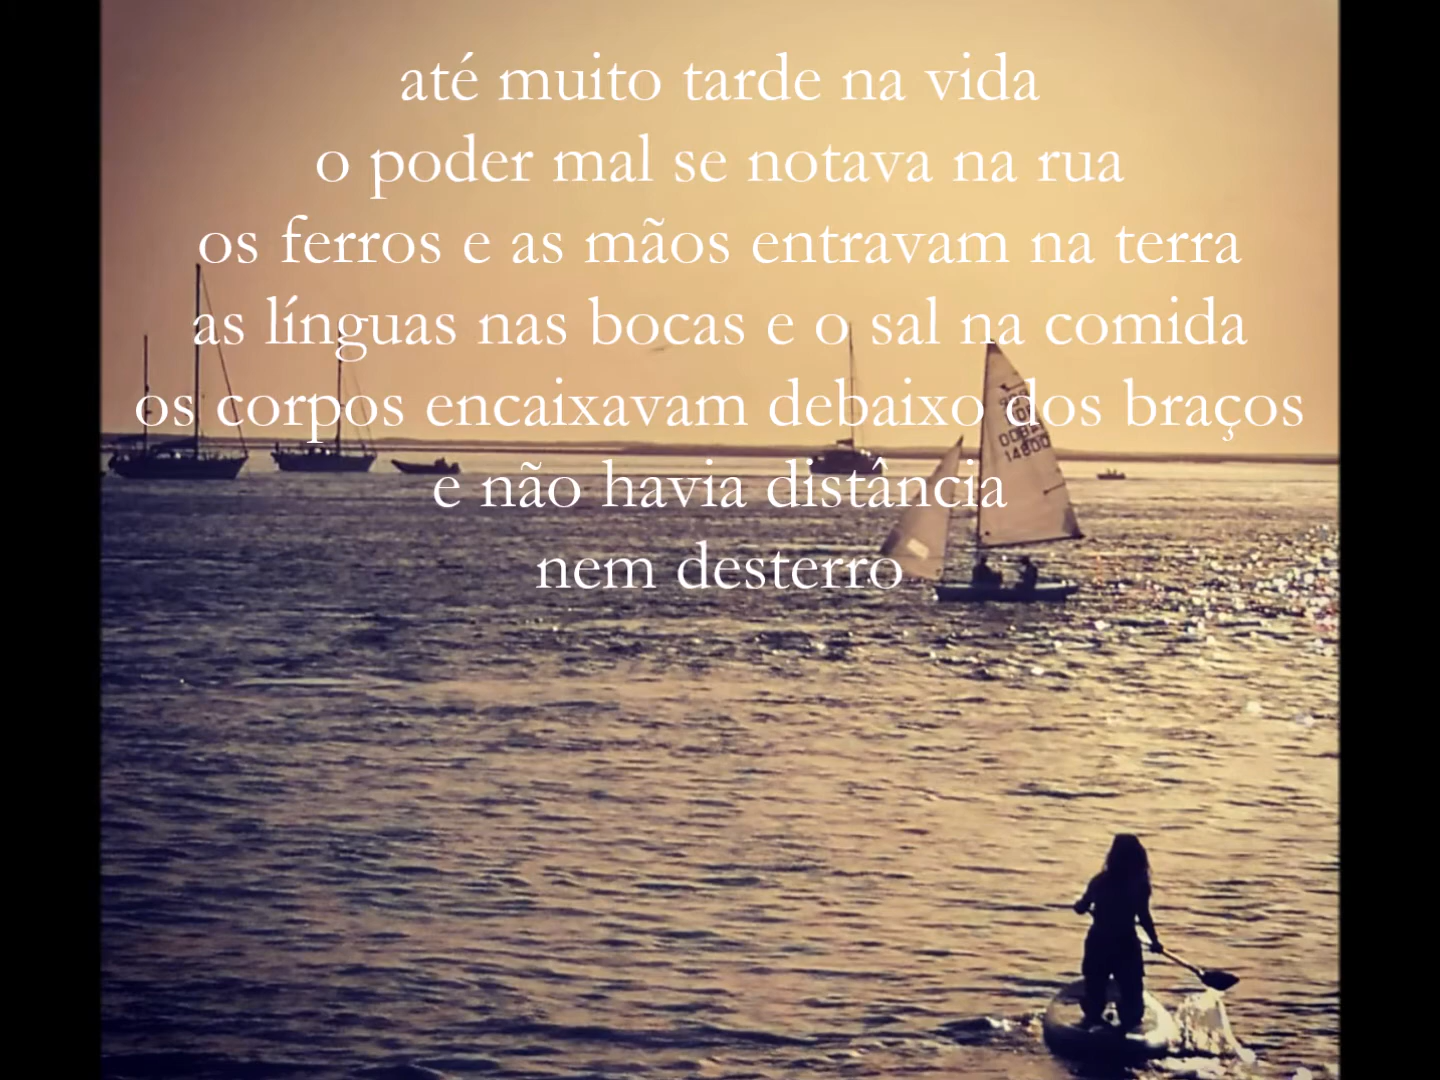 até muito tarde na vida
o poder mal se notava na rua
os ferros e as mãos entravam na terra
as línguas nas bocas e o sal na comida
os corpos encaixavam debaixo dos braços
e não havia distância
nem desterro